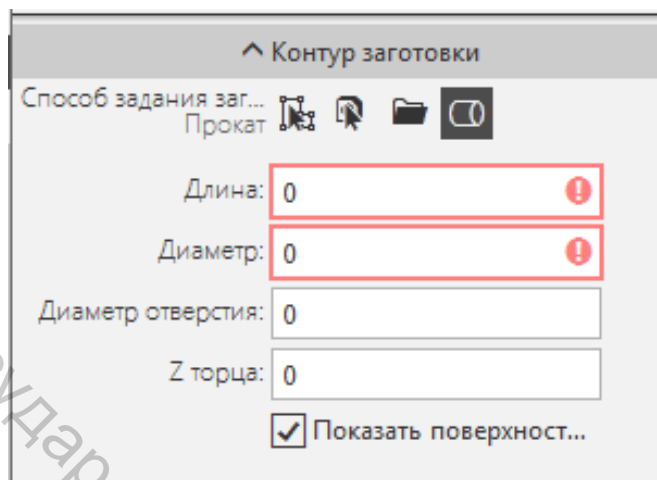 Контур заготовки
Способ задания заг...
Прокат
Длина: 0
Диаметр: 0
Диаметр отверстия: 0
Z торца: 0
Показать поверхност...